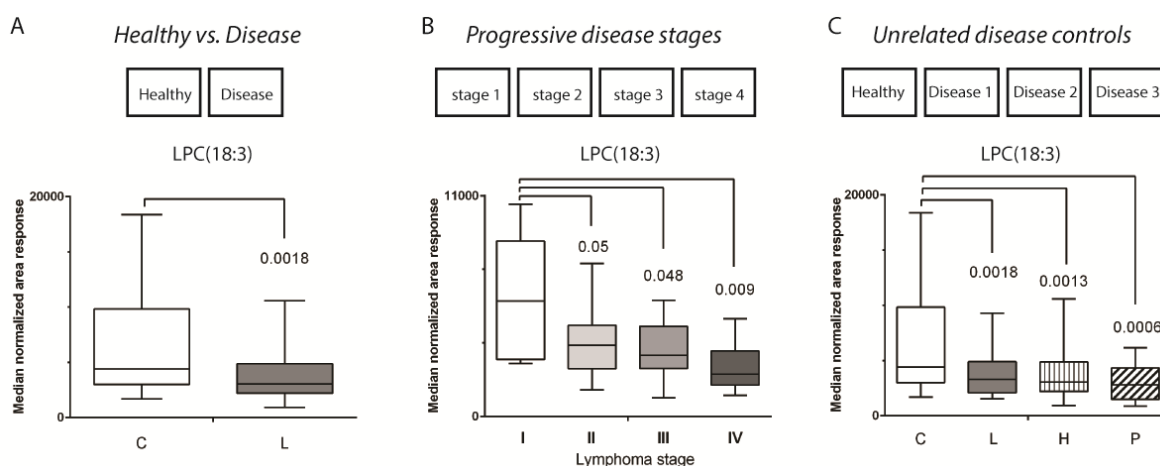 A
Healthy vs. Disease
Healthy
Disease
LPC(18:3)
Median normalized area response
20000
0
0.0018
C
L
B
Progressive disease stages
stage 1
stage 2
stage 3
stage 4
LPC(18:3)
Median normalized area response
11000
0
0.05
0.048
0.009
I
II
III
IV
Lymphoma stage
C
Unrelated disease controls
Healthy
Disease 1
Disease 2
Disease 3
LPC(18:3)
Median normalized area response
20000
0
0.0018
0.0013
0.0006
C
L
H
P